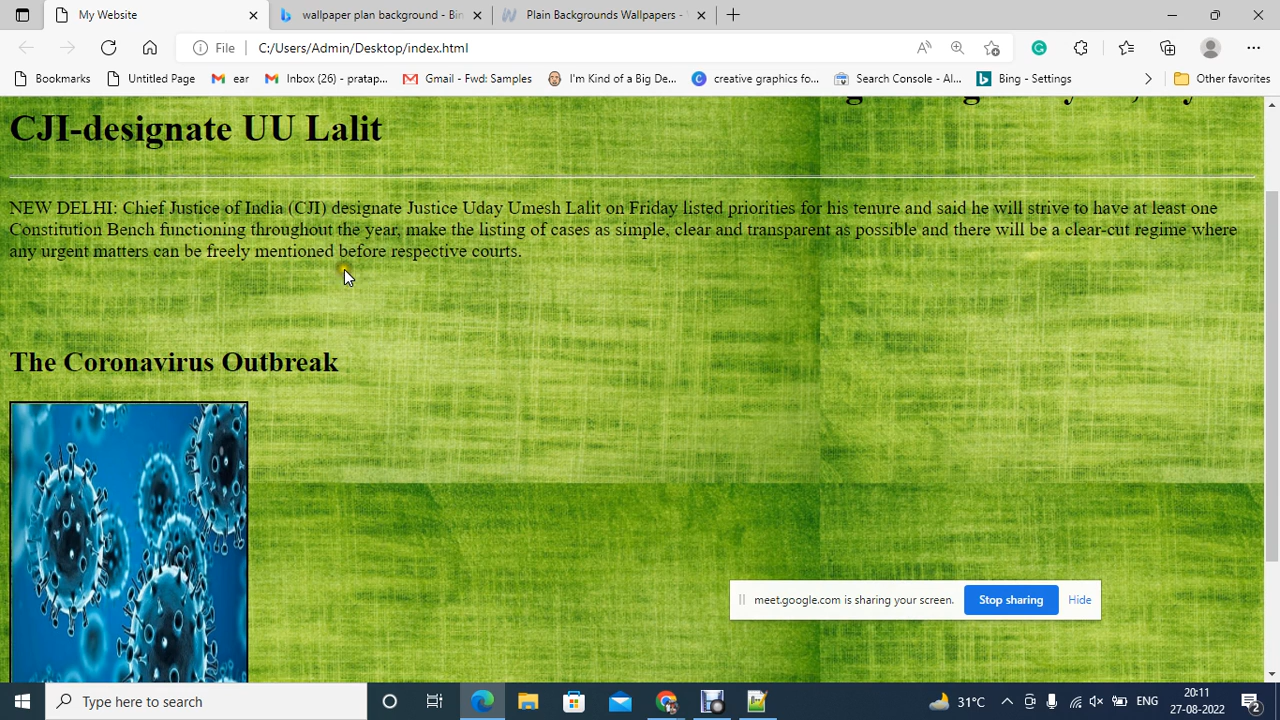 My Website
wallpaper plan background - Bin
Plain Backgrounds Wallpapers -
File
C:/Users/Admin/Desktop/index.html
Bookmarks
Untitled Page
ear
Inbox (26) - pratap...
Gmail - Fwd: Samples
I'm Kind of a Big De...
creative graphics fo...
Search Console - Al...
Bing - Settings
Other favorites
CJI-designate UU Lalit
NEW DELHI: Chief Justice of India (CJI) designate Justice Uday Umesh Lalit on Friday listed priorities for his tenure and said he will strive to have at least one
Constitution Bench functioning throughout the year, make the listing of cases as simple, clear and transparent as possible and there will be a clear-cut regime where
any urgent matters can be freely mentioned before respective courts.
The Coronavirus Outbreak
meet.google.com is sharing your screen.
Stop sharing
Hide
Type here to search
31°C
ENG
20:11
27-08-2022
2